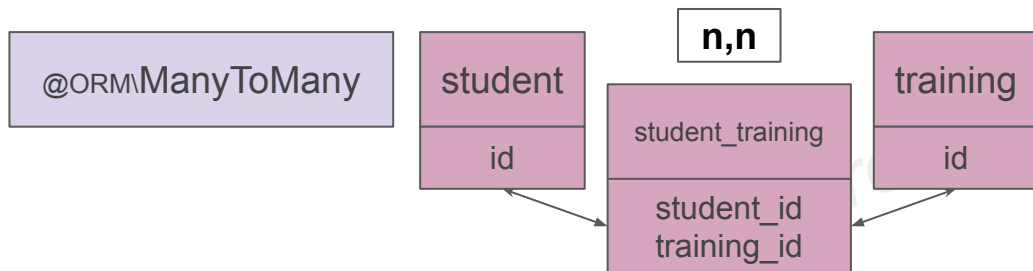 n,n
@ORM\ManyToMany
student
id
student_training
student_id
training_id
training
id